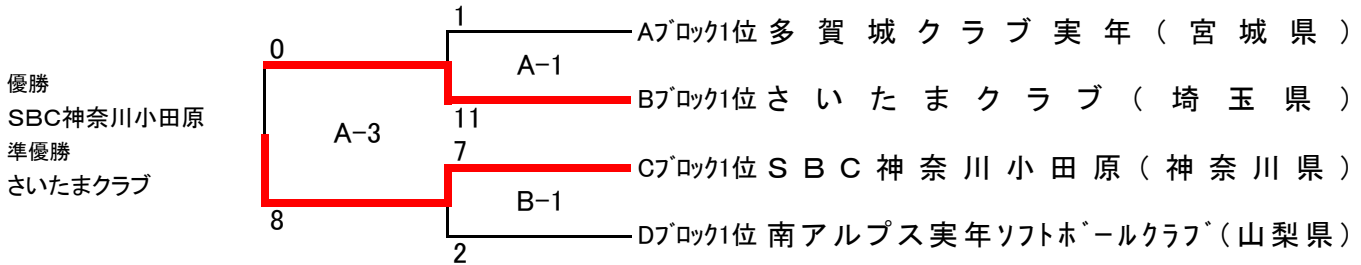 1
Aﾌﾞﾛｯｸ1位 多賀城クラブ実年(宮城県)
0
A-1
優勝
SBC神奈川小田原
準優勝
さいたまクラブ
Bﾌﾞﾛｯｸ1位 さいたまクラブ(埼玉県)
11
A-3
7
Cﾌﾞﾛｯｸ1位 SBC神奈川小田原(神奈川県)
B-1
8
Dﾌﾞﾛｯｸ1位 南アルプス実年ｿﾌﾄﾎﾞｰﾙｸﾗﾌﾞ(山梨県)
2